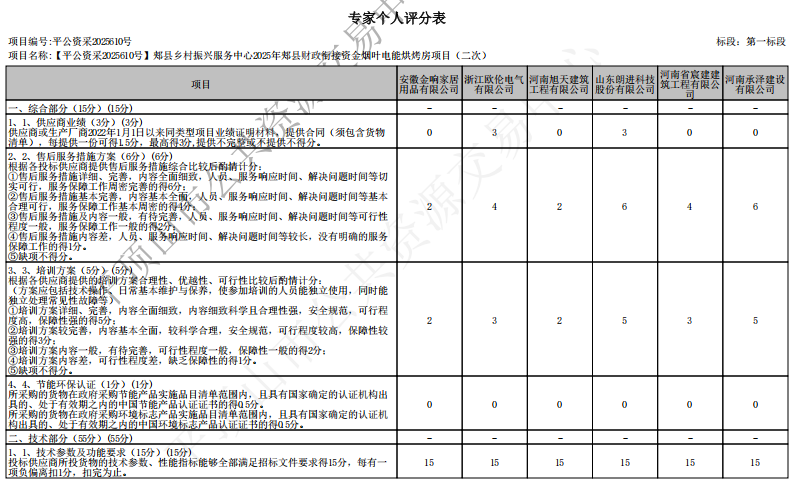 专家个人评分表
项目编号:平公资采2025610号
标段: 第一标段
项目名称:【平公资采2025610号】郏县乡村振兴服务中心2025年郏县财政衔接资金烟叶电能烘烤房项目（二次）
项目
安徽金响家居用品有限公司
浙江欧伦电气有限公司
河南旭天建筑工程有限公司
山东朗进科技股份有限公司
河南省宸建建筑工程有限公司
河南承泽建设有限公司
一、综合部分（15分）(15分)
– – – – – –
1、1、供应商业绩（3分）(3分)
供应商或生产厂商2022年1月1日以来同类型项目业绩证明材料，提供合同（须包含货物
清单），每提供一份可得1.5分，最高得3分,提供不完整或不提供不得分。
0 3 0 3 0 0
2、2、售后服务措施方案（6分）(6分)
根据各投标供应商提供售后服务措施综合比较后酌情计分：
①售后服务措施详细、完善，内容全面细致，人员、服务响应时间、解决问题时间等切
实可行，服务保障工作周密完善的得6分；
②售后服务措施基本完善，内容基本全面，人员、服务响应时间、解决问题时间等基本
合理可行，服务保障工作基本周密的得4分；
③售后服务措施及内容一般，有待完善，人员、服务响应时间、解决问题时间等可行性
程度一般，服务保障工作一般的得2分；
④售后服务措施内容差，人员、服务响应时间、解决问题时间等较长，没有明确的服务
保障工作的得1分。
⑤缺项不得分。
2 4 2 6 4 6
3、3、培训方案（5分）(5分)
根据各供应商提供的培训方案合理性、优越性、可行性比较后酌情计分：
（方案应包括技术操作、日常基本维护与保养，使参加培训的人员能独立使用，同时能
独立处理常见性故障等）
①培训方案详细、完善，内容全面细致，内容细致科学且合理性强，安全规范，可行程
度高，保障性强的得5分；
②培训方案较完善，内容基本全面，较科学合理，安全规范，可行程度较高，保障性较
强的得3分；
③培训方案内容一般，有待完善，可行性程度一般，保障性一般的得2分；
④培训方案内容差，可行性程度差，缺乏保障性的得1分。
⑤缺项不得分。
2 3 2 5 3 5
4、4、节能环保认证（1分）(1分)
所采购的货物在政府采购节能产品实施品目清单范围内，且具有国家确定的认证机构出
具的、处于有效期之内的中国节能产品认证证书的得0.5分。
所采购的货物在政府采购环境标志产品实施品目清单范围内，且具有国家确定的认证机
构出具的、处于有效期之内的中国环境标志产品认证证书的得0.5分。
0 0 0 0 0 0
二、技术部分（55分）(55分)
– – – – – –
1、1、技术参数及功能要求（15分）(15分)
投标供应商所投货物的技术参数、性能指标能够全部满足招标文件要求得15分，每有一
项负偏离扣1分，扣完为止。
15 15 15 15 15 15